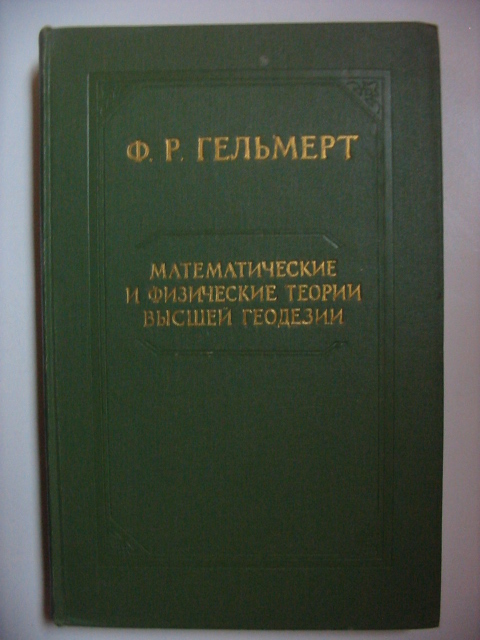 Ф. Р. ГЕЛЬМЕРТ
МАТЕМАТИЧЕСКИЕ
И ФИЗИЧЕСКИЕ ТЕОРИИ
ВЫСШЕЙ ГЕОДЕЗИИ